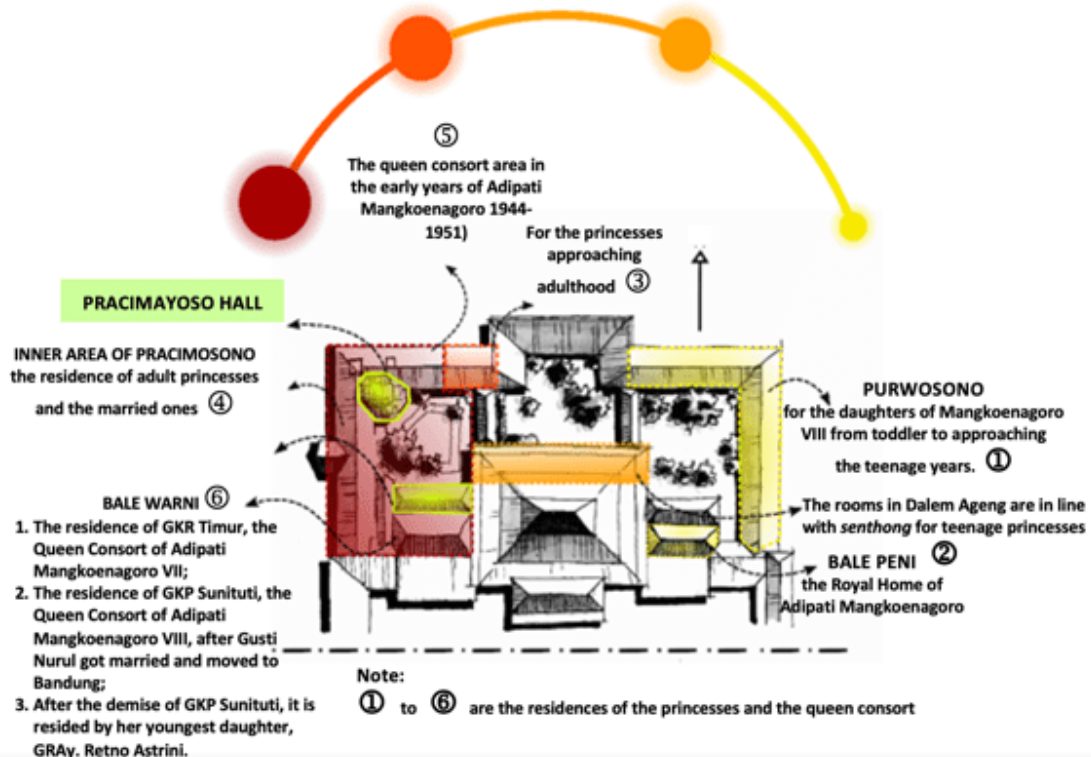 ⑤
The queen consort area in
the early years of Adipati
Mangkoenagoro 1944-
1951)
For the princesses
approaching
adulthood ③
PRACIMAYOSO HALL
INNER AREA OF PRACIMOSONO
the residence of adult princesses
and the married ones ④
BALE WARNI ⑥
1. The residence of GKR Timur, the
Queen Consort of Adipati
Mangkoenagoro VII;
2. The residence of GKP Sunituti, the
Queen Consort of Adipati
Mangkoenagoro VIII, after Gusti
Nurul got married and moved to
Bandung;
3. After the demise of GKP Sunituti, it is
resided by her youngest daughter,
GRAy. Retno Astrini.
PURWOSONO
for the daughters of Mangkoenagoro
VIII from toddler to approaching
the teenage years. ①
The rooms in Dalem Ageng are in line
with senthong for teenage princesses
②
BALE PENI
the Royal Home of
Adipati Mangkoenagoro
Note:
① to ⑥ are the residences of the princesses and the queen consort